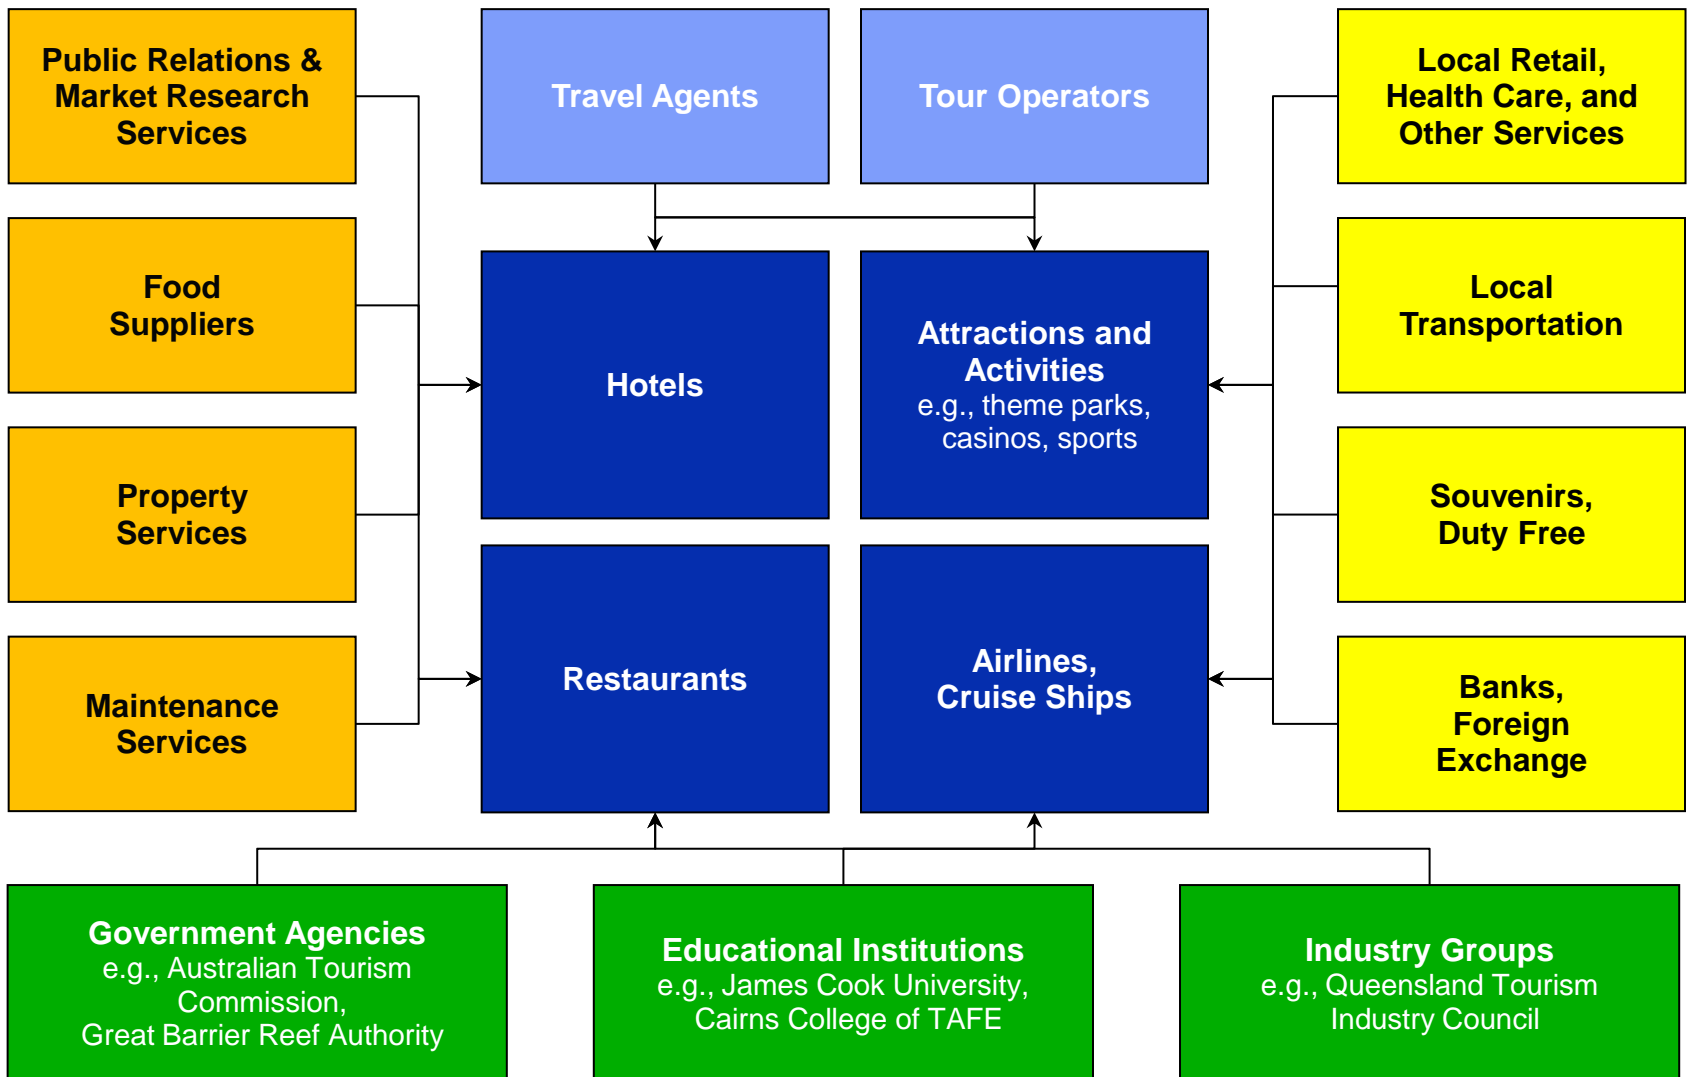 Public Relations &
Market Research
Services
Travel Agents
Tour Operators
Local Retail,
Health Care, and
Other Services
Food
Suppliers
Hotels
Attractions and
Activities
e.g., theme parks,
casinos, sports
Local
Transportation
Property
Services
Souvenirs,
Duty Free
Maintenance
Services
Restaurants
Airlines,
Cruise Ships
Banks,
Foreign
Exchange
Government Agencies
e.g., Australian Tourism
Commission,
Great Barrier Reef Authority
Educational Institutions
e.g., James Cook University,
Cairns College of TAFE
Industry Groups
e.g., Queensland Tourism
Industry Council